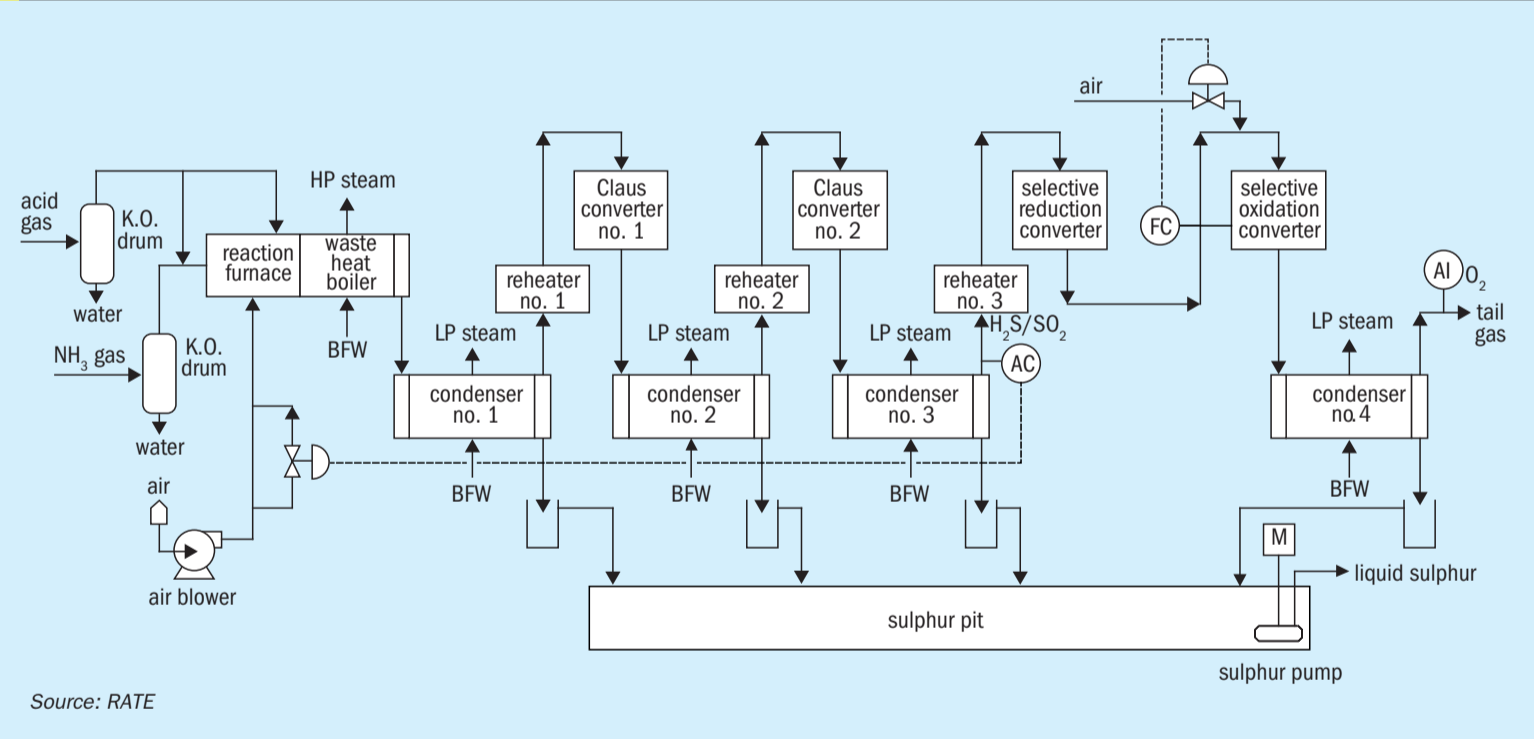 acid
gas
K.O.
drum
water
NH₃ gas
K.O.
drum
water
air
air blower
reaction
furnace
HP steam
waste
heat
boiler
BFW
LP steam
condenser
no. 1
BFW
reheater
no. 1
Claus
converter
no. 1
LP steam
condenser
no. 2
BFW
reheater
no. 2
Claus
converter
no. 2
LP steam
condenser
no. 3
BFW
reheater
no. 3
H₂S/SO₂
AC
selective
reduction
converter
air
FC
selective
oxidation
converter
LP steam
condenser
no.4
BFW
AI
O₂
tail
gas
M
liquid sulphur
sulphur pit
sulphur pump
Source: RATE